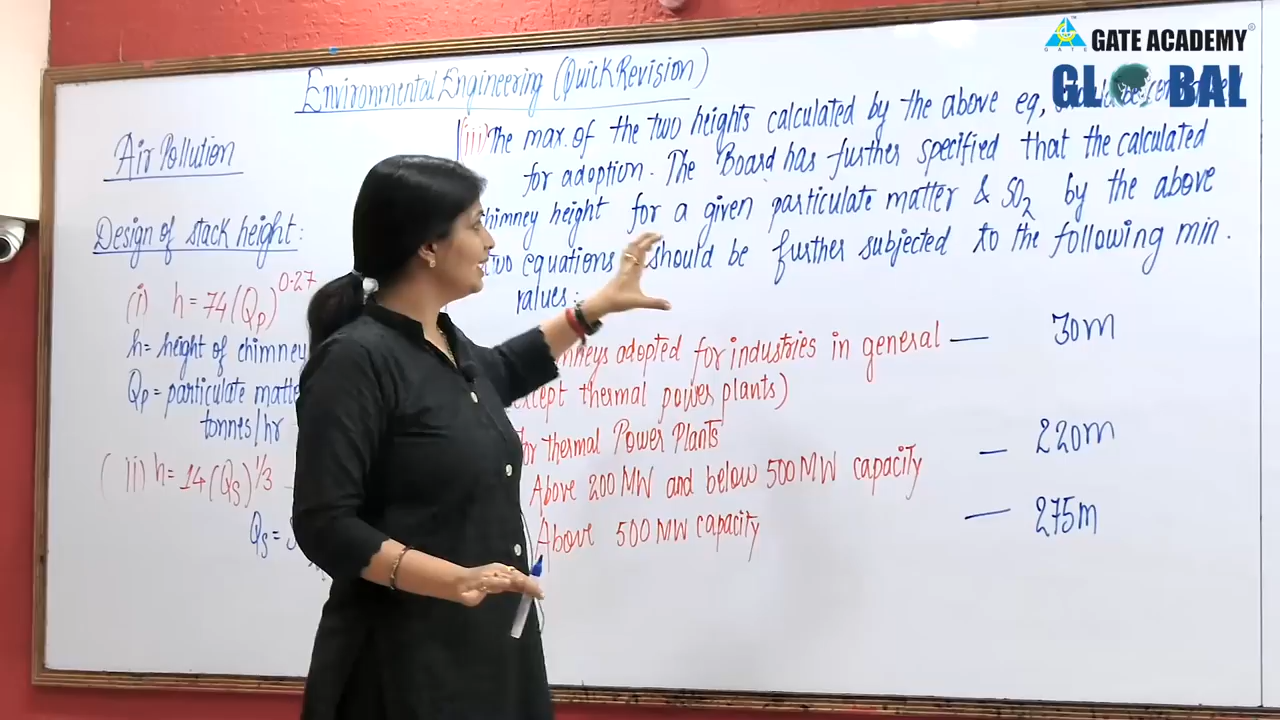 GATE ACADEMY
GATE
GLOBAL
Environmental Engineering (Quick Revision)
Air Pollution
Design of stack height:
(i) h = 74 (Qp)^0.27
h = height of chimney
Qp = particulate matte
tonnes/hr
(ii) h = 14 (Qs)^1/3
Qs =
(iii) The max. of the two heights calculated by the above eq,
for adoption. The Board has further specified that the calculated
himney height for a given particulate matter & SO2 by the above
two equations should be further subjected to the following min.
values:
mneys adopted for industries in general — 30m
except thermal power plants)
or thermal Power Plants
Above 200 MW and below 500 MW capacity — 220m
Above 500 MW capacity — 275m